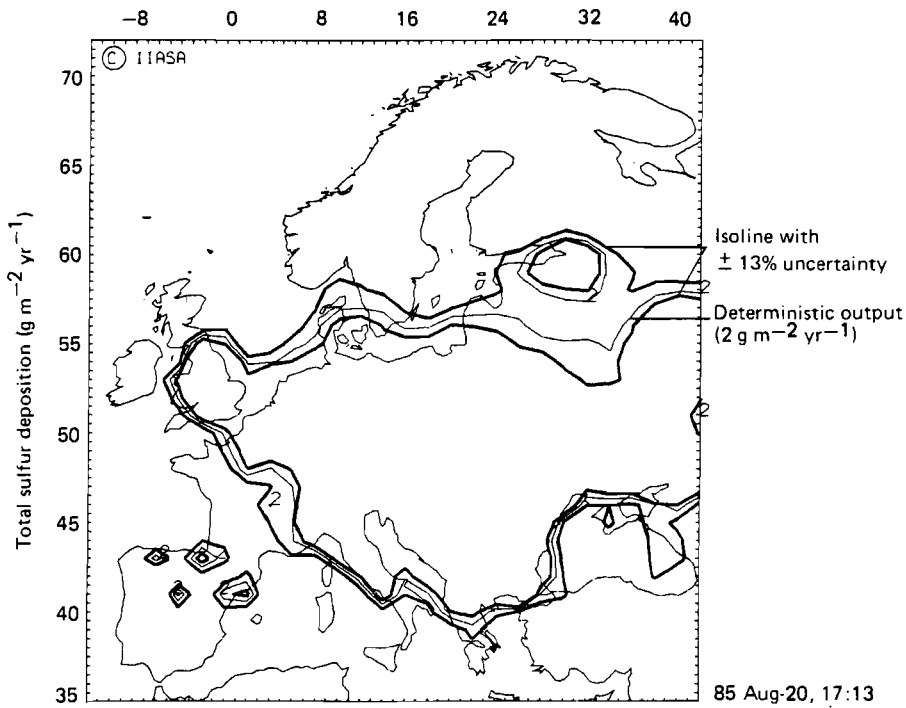 -8 0 8 16 24 32 40
© IIASA
70
65
60
55
50
45
40
35
Total sulfur deposition (g m−2 yr−1)
Isoline with
± 13% uncertainty
2
Deterministic output
(2 g m−2 yr−1)
2
2
85 Aug-20, 17:13